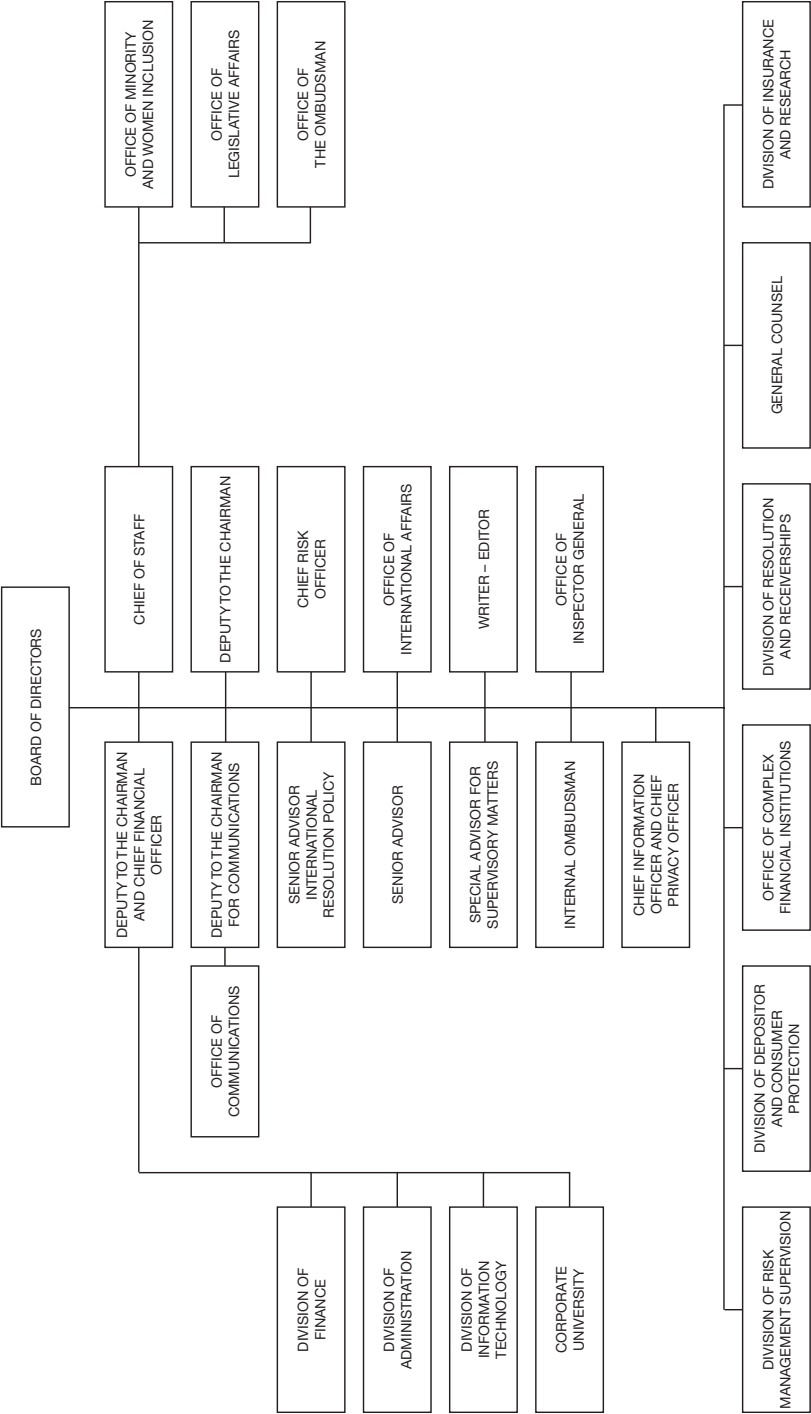 BOARD OF DIRECTORS
DEPUTY TO THE CHAIRMAN
AND CHIEF FINANCIAL
OFFICER
CHIEF OF STAFF
OFFICE OF MINORITY
AND WOMEN INCLUSION
OFFICE OF
COMMUNICATIONS
DEPUTY TO THE CHAIRMAN
FOR COMMUNICATIONS
DEPUTY TO THE CHAIRMAN
OFFICE OF
LEGISLATIVE AFFAIRS
DIVISION OF
FINANCE
SENIOR ADVISOR
INTERNATIONAL
RESOLUTION POLICY
CHIEF RISK
OFFICER
OFFICE OF
THE OMBUDSMAN
DIVISION OF
ADMINISTRATION
SENIOR ADVISOR
OFFICE OF
INTERNATIONAL AFFAIRS
DIVISION OF
INFORMATION
TECHNOLOGY
SPECIAL ADVISOR FOR
SUPERVISORY MATTERS
WRITER – EDITOR
CORPORATE
UNIVERSITY
INTERNAL OMBUDSMAN
OFFICE OF
INSPECTOR GENERAL
CHIEF INFORMATION
OFFICER AND CHIEF
PRIVACY OFFICER
DIVISION OF RISK
MANAGEMENT SUPERVISION
DIVISION OF DEPOSITOR
AND CONSUMER
PROTECTION
OFFICE OF COMPLEX
FINANCIAL INSTITUTIONS
DIVISION OF RESOLUTION
AND RECEIVERSHIPS
GENERAL COUNSEL
DIVISION OF INSURANCE
AND RESEARCH